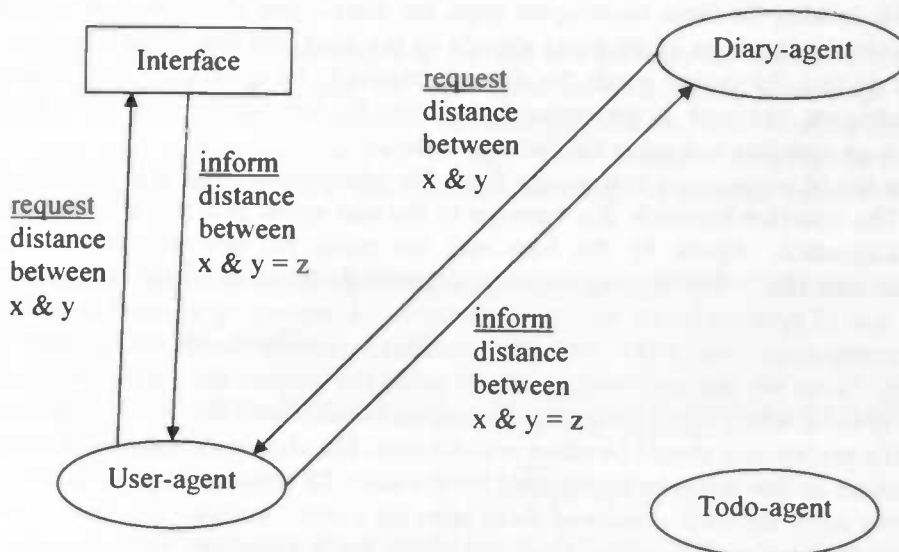 Interface
Diary-agent
request
distance
between
x & y
inform
distance
between
x & y = z
request
distance
between
x & y
inform
distance
between
x & y = z
User-agent
Todo-agent